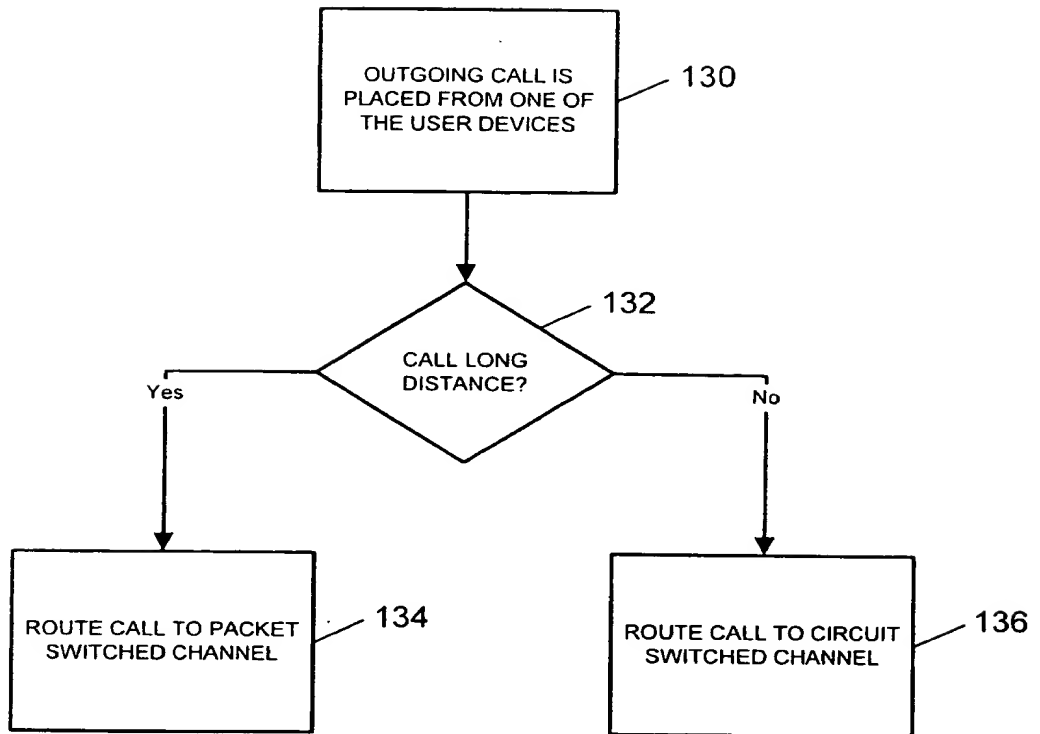 OUTGOING CALL IS
PLACED FROM ONE OF
THE USER DEVICES
130
132
CALL LONG
DISTANCE?
Yes
No
ROUTE CALL TO PACKET
SWITCHED CHANNEL
134
ROUTE CALL TO CIRCUIT
SWITCHED CHANNEL
136